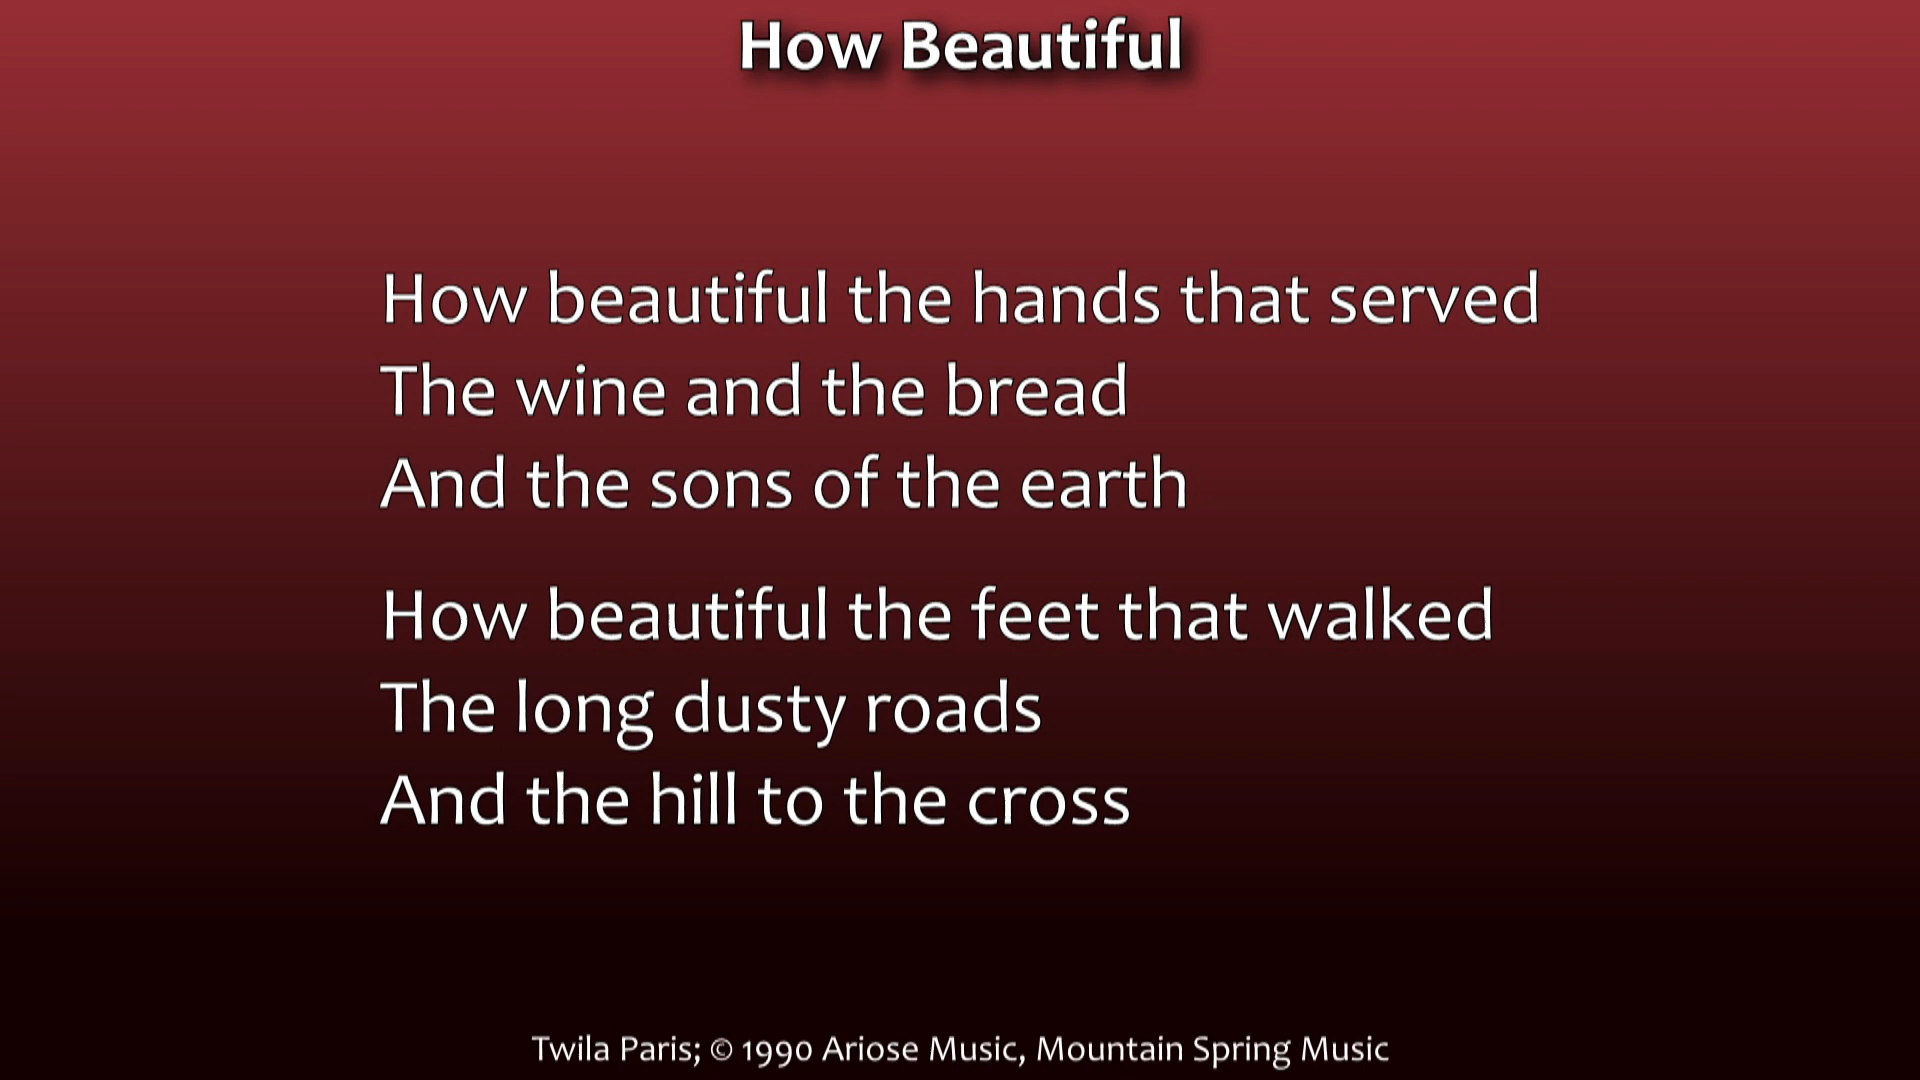 How Beautiful
How beautiful the hands that served
The wine and the bread
And the sons of the earth
How beautiful the feet that walked
The long dusty roads
And the hill to the cross
Twila Paris; © 1990 Ariose Music, Mountain Spring Music